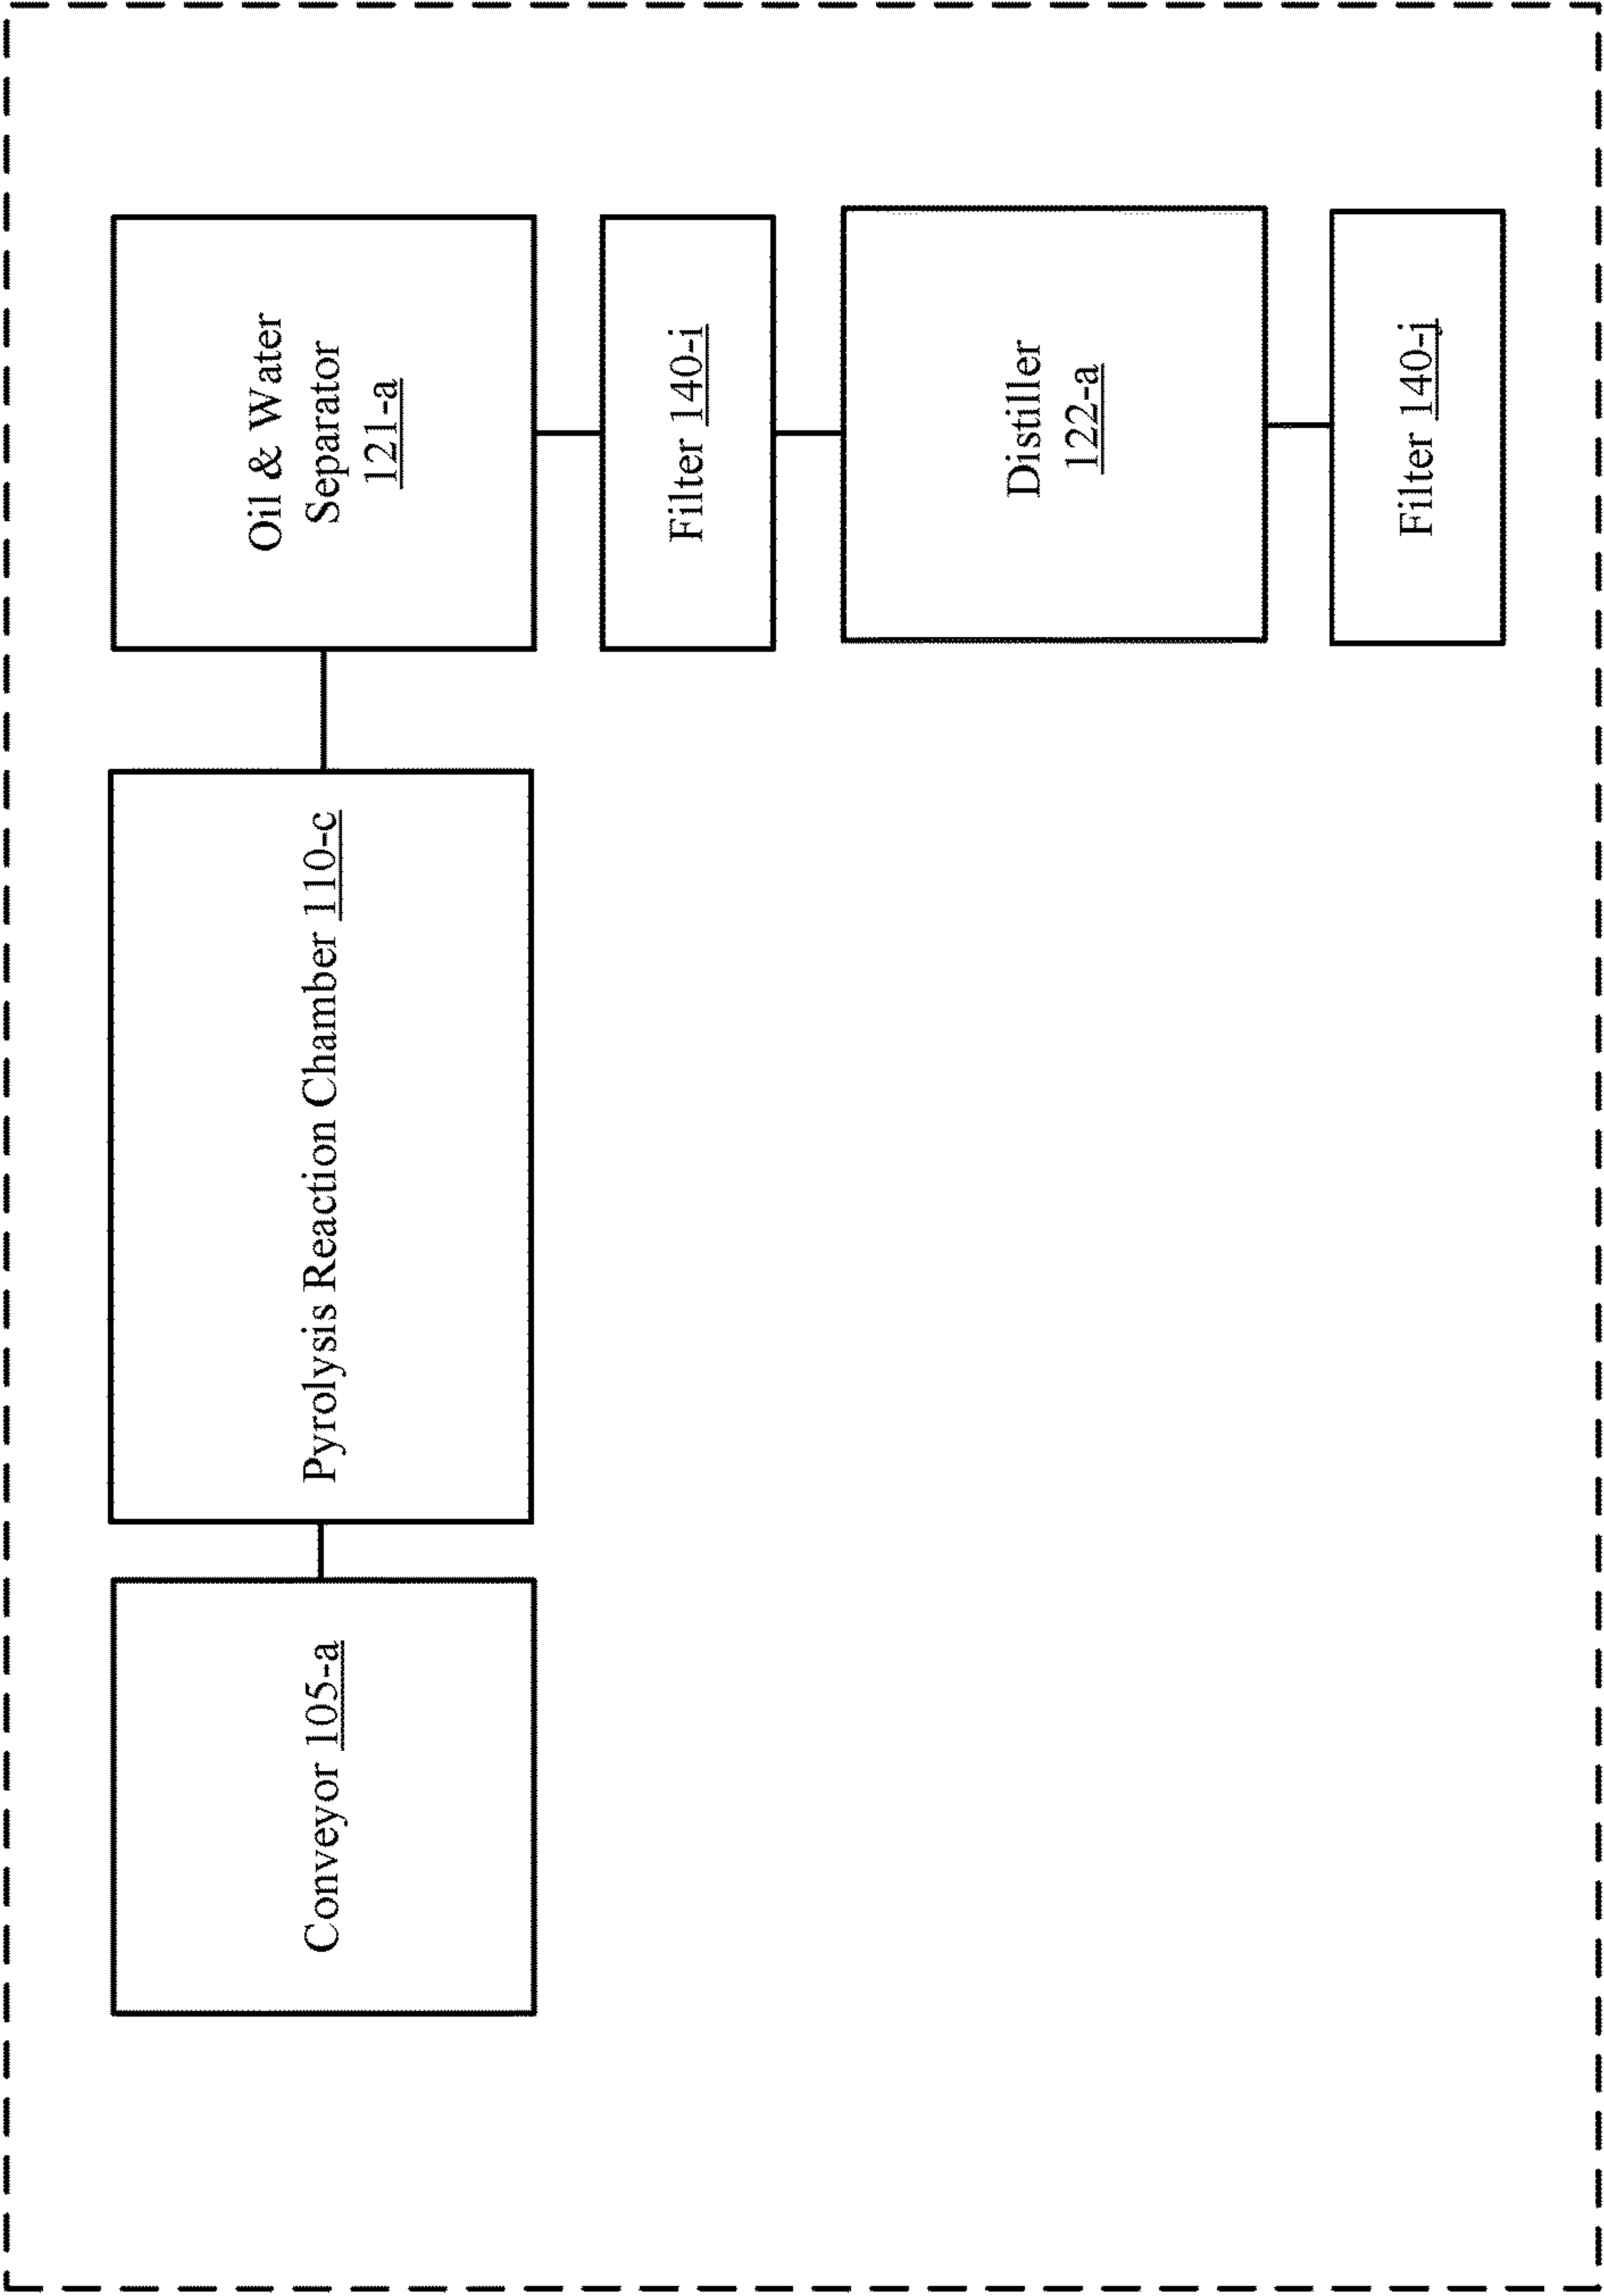 Conveyor 105-a
Pyrolysis Reaction Chamber 110-c
Oil & Water
Separator
121-a
Filter 140-i
Distiller
122-a
Filter 140-j